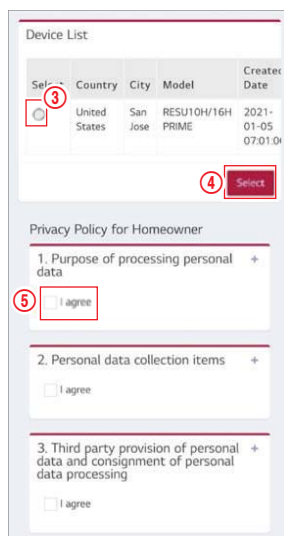 Device List
Select Country City Model Created
Date
③
United San RESU10H/16H 2021-
States Jose PRIME 01-05
07:01:0
④ Select
Privacy Policy for Homeowner
1. Purpose of processing personal +
data
⑤ I agree
2. Personal data collection items +
I agree
3. Third party provision of personal +
data and consignment of personal
data processing
I agree